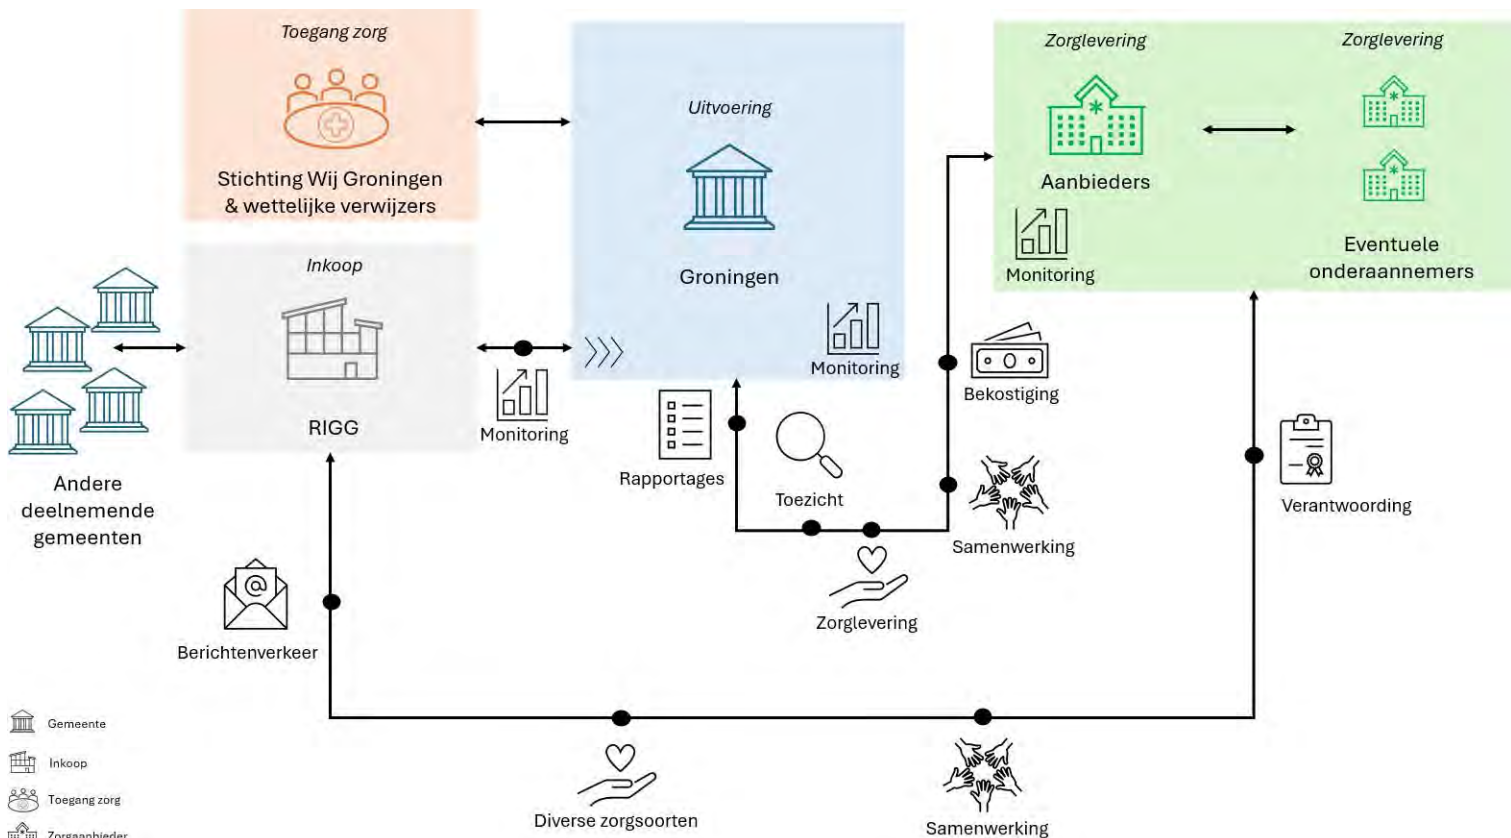 Toegang zorg
Stichting Wij Groningen
& wettelijke verwijzers
Inkoop
RIGG
Andere
deelnemende
gemeenten
Monitoring
Uitvoering
Groningen
Monitoring
Zorglevering
Aanbieders
Monitoring
Zorglevering
Eventuele
onderaannemers
Rapportages
Toezicht
Zorglevering
Bekostiging
Samenwerking
Verantwoording
@
Berichtenverkeer
Diverse zorgsoorten
Samenwerking
Gemeente
Inkoop
Toegang zorg
Zorgaanbieder